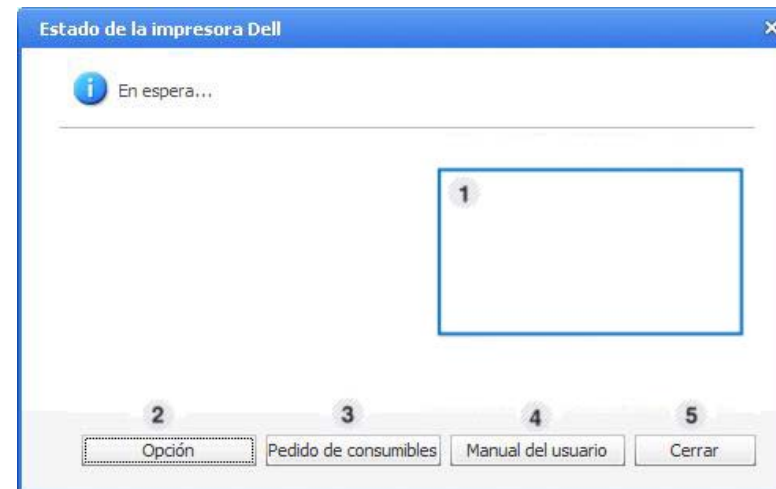 Estado de la impresora Dell
En espera...
1
2 3 4 5
Opción Pedido de consumibles Manual del usuario Cerrar